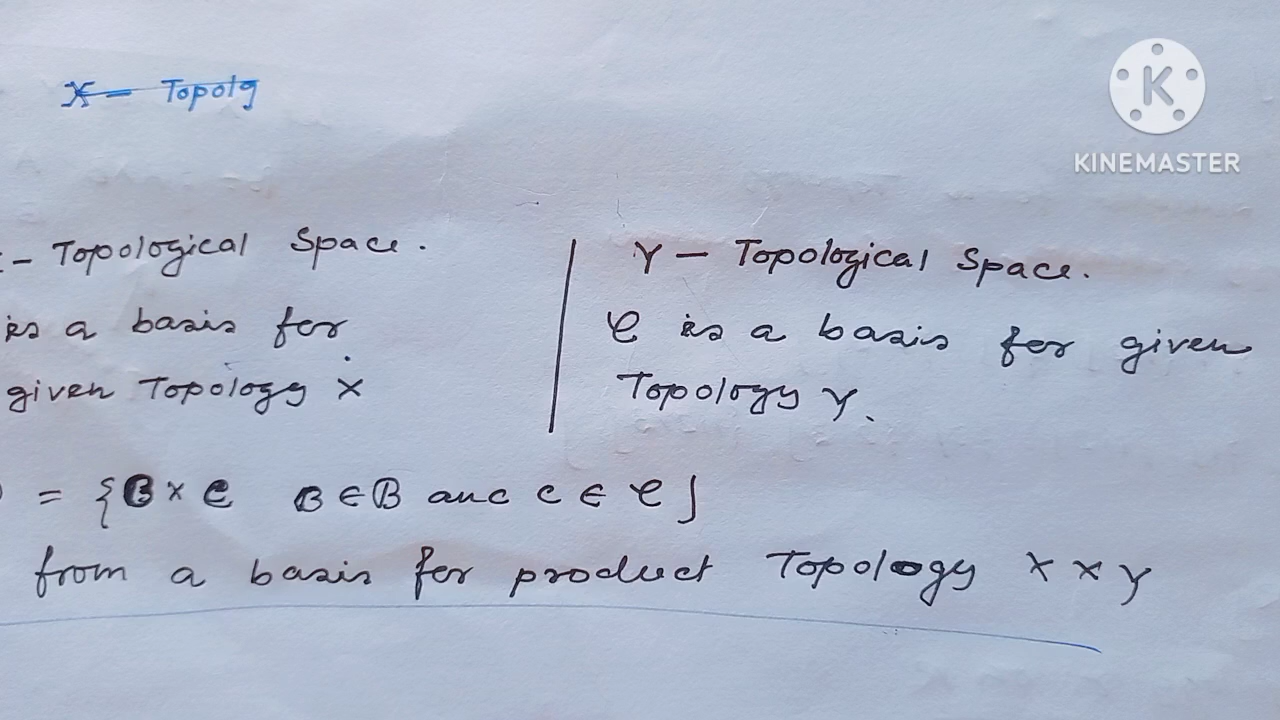 X — Topolg
K
KINEMASTER
– Topological Space.
is a basis for
given Topology X
Y — Topological Space.
𝒞 is a basis for given
Topology Y.
= {B × C B ∈ ℬ anc C ∈ 𝒞}
from a basis for product Topology X × Y